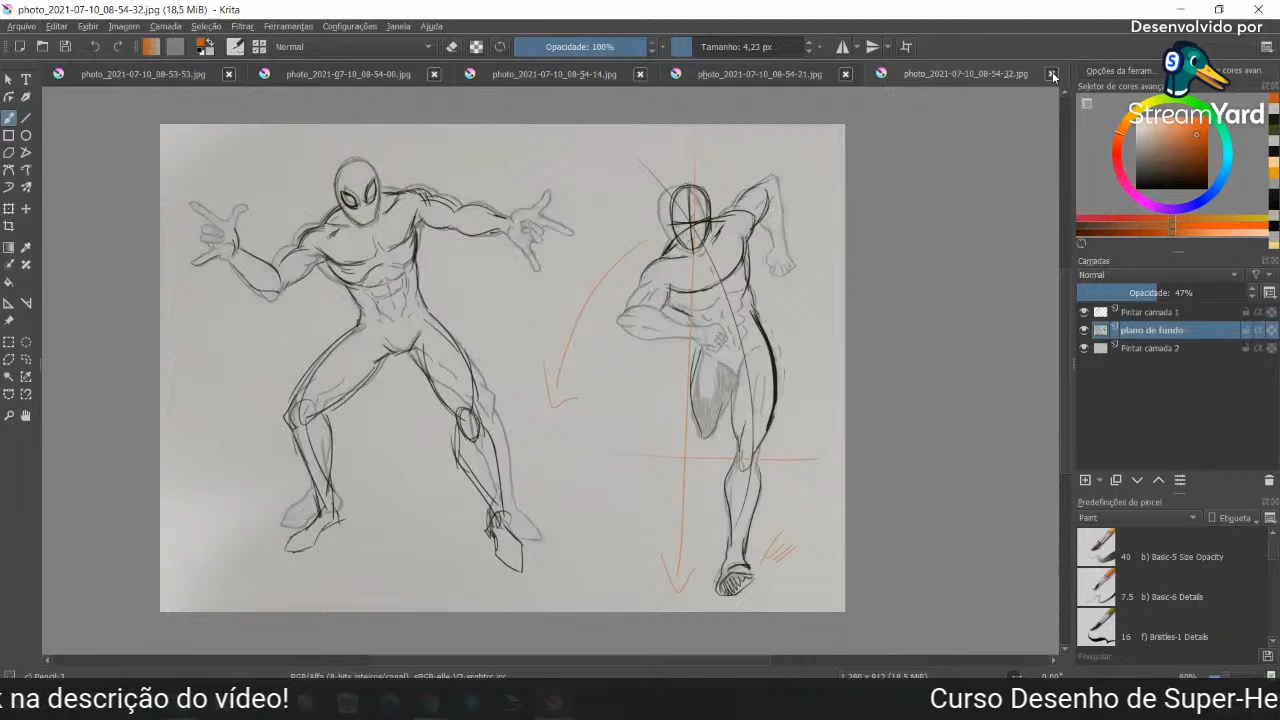 photo_2021-07-10_08-54-32.jpg (18,5 MiB) - Krita
Arquivo Editar Exibir Imagem Camada Seleção Filtrar Ferramentas Configurações Janela Ajuda
Desenvolvido por
Normal
Opacidade: 100%
Tamanho: 4,23 px
photo_2021-07-10_08-53-53.jpg
photo_2021-07-10_08-54-00.jpg
photo_2021-07-10_08-54-14.jpg
photo_2021-07-10_08-54-21.jpg
photo_2021-07-10_08-54-32.jpg
Opções da ferram...
cores avan...
Seletor de cores avanç
StreamYard
Camadas
Normal
Opacidade: 47%
Pintar camada 1
plano de fundo
Pintar camada 2
Predefinições do pincel
Paint
Etiqueta
40 b) Basic-5 Size Opacity
7.5 b) Basic-6 Details
16 f) Bristles-1 Details
Pesquisar
k na descrição do vídeo!
Curso Desenho de Super-He